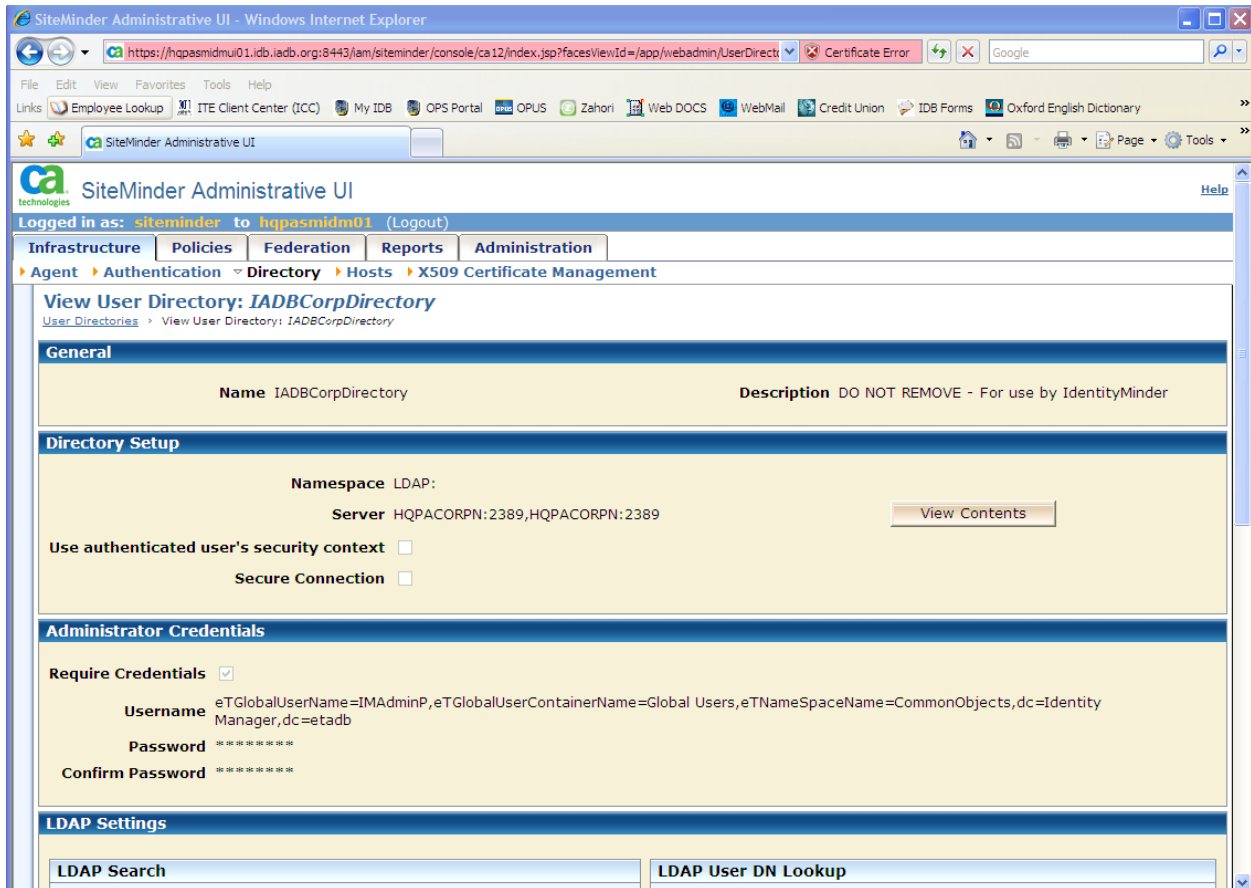 SiteMinder Administrative UI - Windows Internet Explorer
https://hqpasmidmui01.idb.iadb.org:8443/iam/siteminder/console/ca12/index.jsp?facesViewId=/app/webadmin/UserDirectc
Certificate Error
Google
File Edit View Favorites Tools Help
Links Employee Lookup ITE Client Center (ICC) My IDB OPS Portal OPUS Zahori Web DOCS WebMail Credit Union IDB Forms Oxford English Dictionary »
SiteMinder Administrative UI Page Tools »
ca technologies SiteMinder Administrative UI Help
Logged in as: siteminder to hqpasmidm01 (Logout)
Infrastructure Policies Federation Reports Administration
Agent Authentication Directory Hosts X509 Certificate Management
View User Directory: IADBCorpDirectory
User Directories > View User Directory: IADBCorpDirectory
General
Name IADBCorpDirectory Description DO NOT REMOVE - For use by IdentityMinder
Directory Setup
Namespace LDAP:
Server HQPACORPN:2389,HQPACORPN:2389 View Contents
Use authenticated user's security context
Secure Connection
Administrator Credentials
Require Credentials
Username eTGlobalUserName=IMAdminP,eTGlobalUserContainerName=Global Users,eTNameSpaceName=CommonObjects,dc=Identity
Manager,dc=etadb
Password ********
Confirm Password ********
LDAP Settings
LDAP Search LDAP User DN Lookup